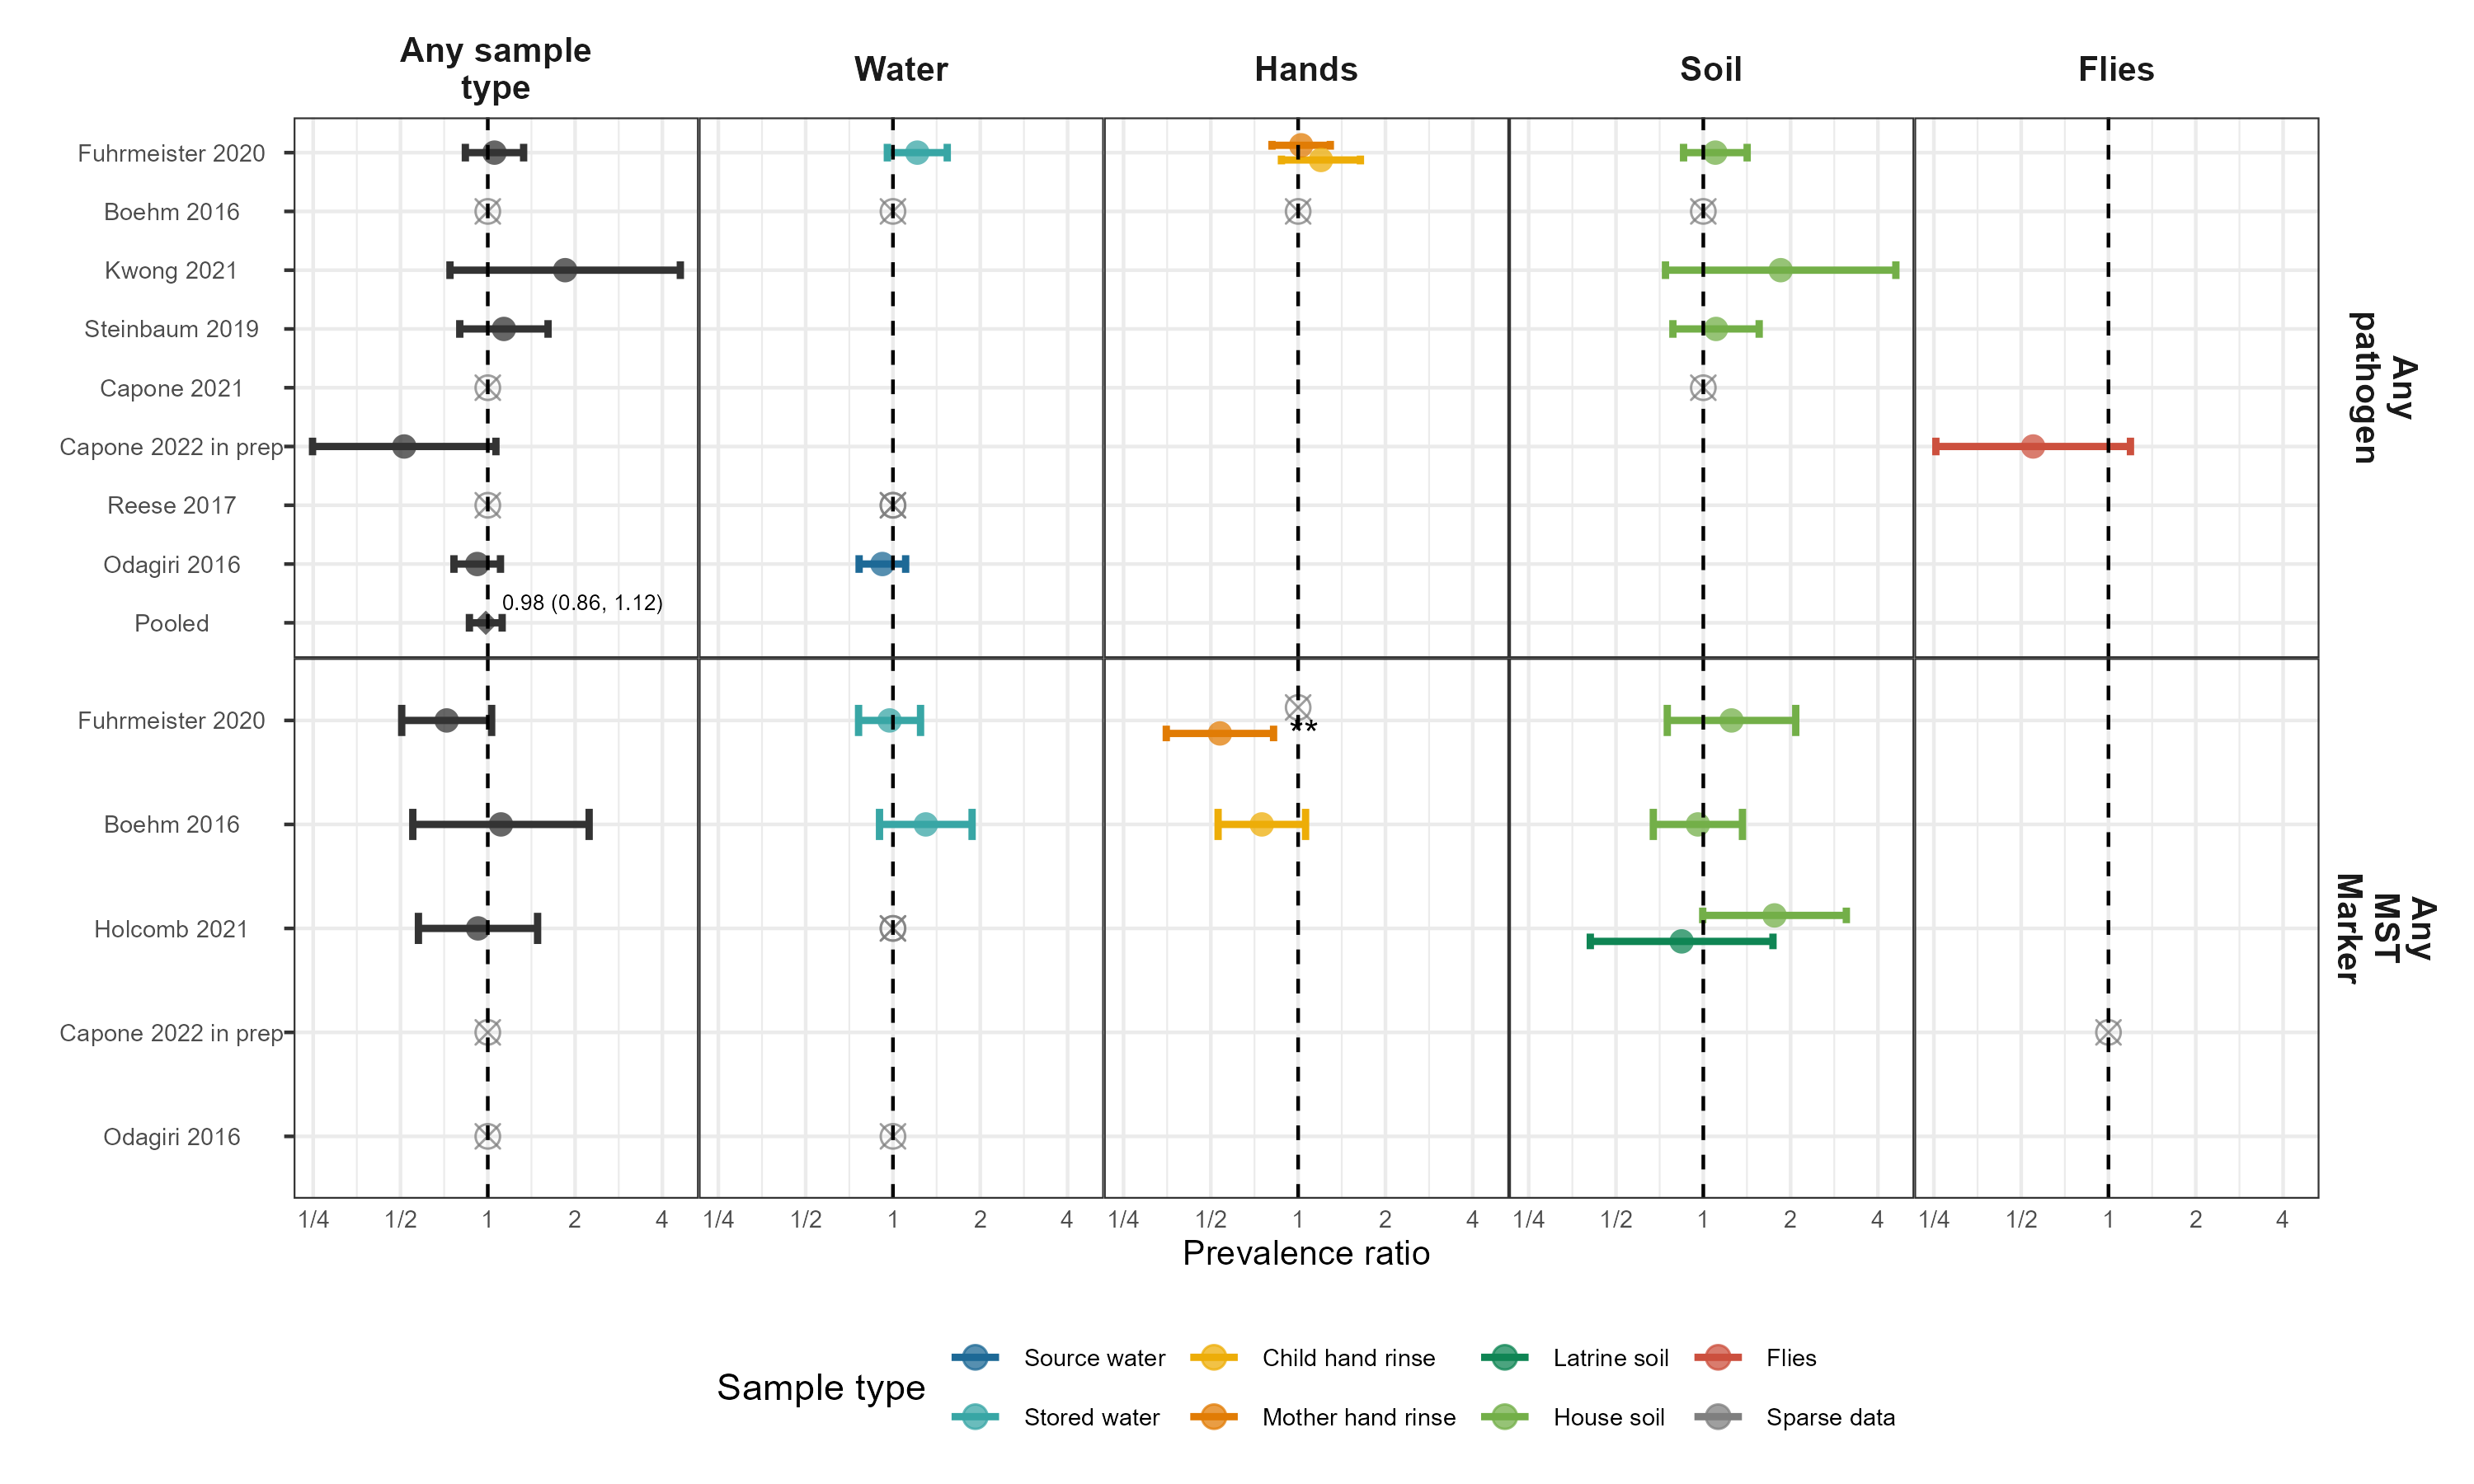 Any sample
type
Water
Hands
Soil
Flies
Fuhrmeister 2020
Boehm 2016
Kwong 2021
Steinbaum 2019
Capone 2021
Capone 2022 in prep
Reese 2017
Odagiri 2016
0.98 (0.86, 1.12)
Pooled
Any
pathogen
Fuhrmeister 2020
**
Boehm 2016
Holcomb 2021
Capone 2022 in prep
Odagiri 2016
Any
MST
Marker
1/4 1/2 1 2 4 1/4 1/2 1 2 4 1/4 1/2 1 2 4 1/4 1/2 1 2 4 1/4 1/2 1 2 4
Prevalence ratio
Sample type
Source water Child hand rinse Latrine soil Flies
Stored water Mother hand rinse House soil Sparse data